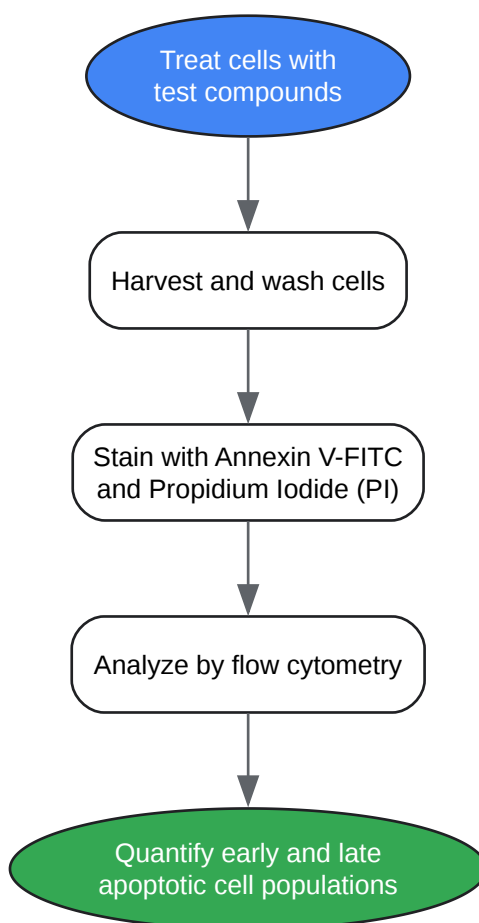 Treat cells with
test compounds
Harvest and wash cells
Stain with Annexin V-FITC
and Propidium Iodide (PI)
Analyze by flow cytometry
Quantify early and late
apoptotic cell populations